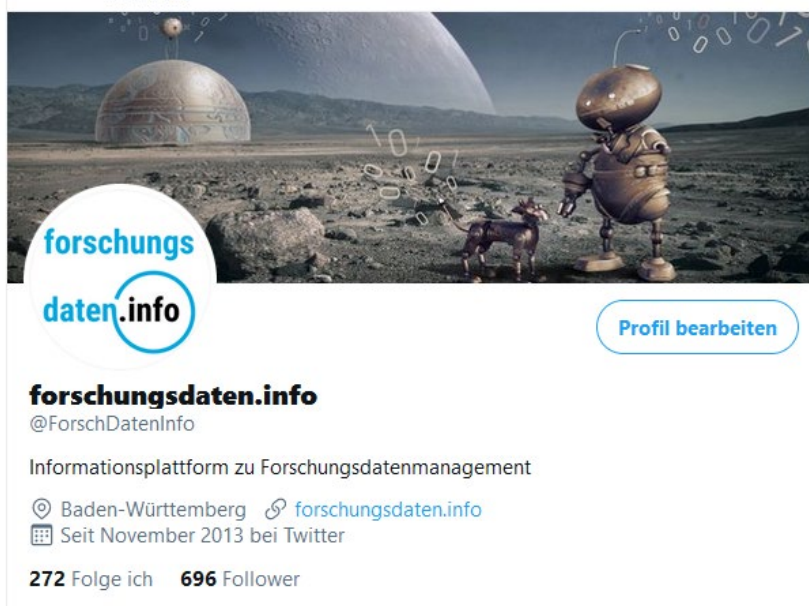 forschungs
daten.info
Profil bearbeiten
forschungsdaten.info
@ForschDatenInfo
Informationsplattform zu Forschungsdatenmanagement
Baden-Württemberg forschungsdaten.info
Seit November 2013 bei Twitter
272 Folge ich 696 Follower